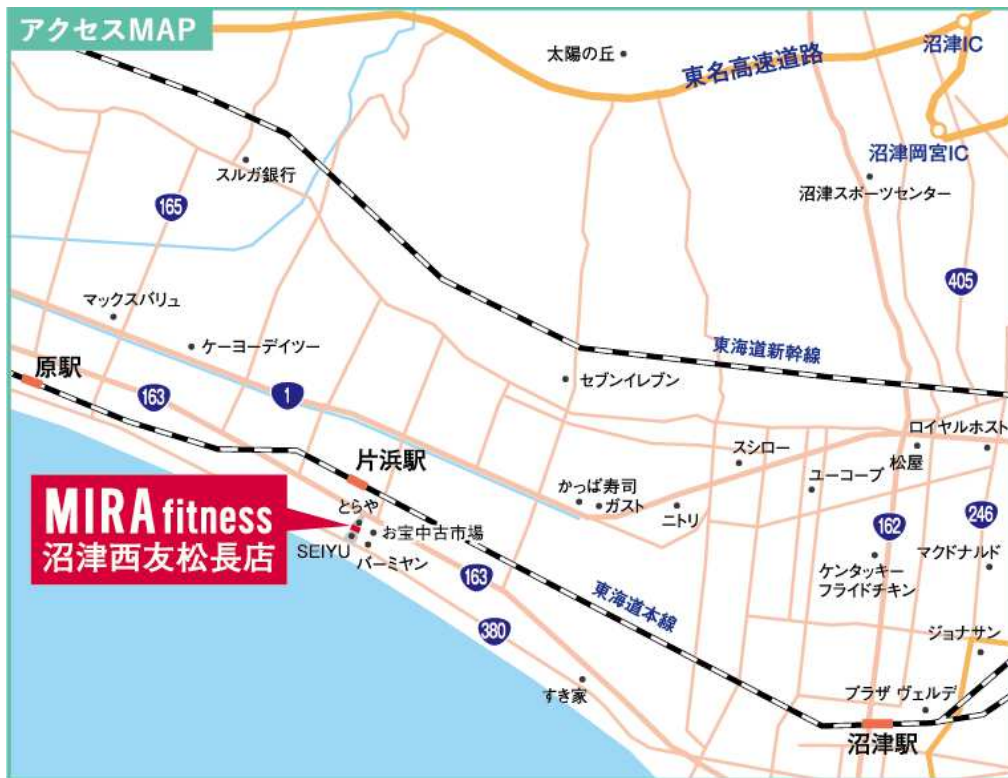 アクセスMAP
太陽の丘
東名高速道路
沼津IC
沼津岡宮IC
スルガ銀行
沼津スポーツセンター
165
405
マックスバリュ
ケーヨーデイツー
東海道新幹線
原駅
セブンイレブン
163
1
ロイヤルホスト
片浜駅
スシロー
松屋
ユーコープ
かっぱ寿司
ガスト
ニトリ
MIRA fitness
沼津西友松長店
とらや
お宝中古市場
SEIYU
バーミヤン
162
246
マクドナルド
ケンタッキー
フライドチキン
163
東海道本線
380
ジョナサン
すき家
プラザ ヴェルデ
沼津駅